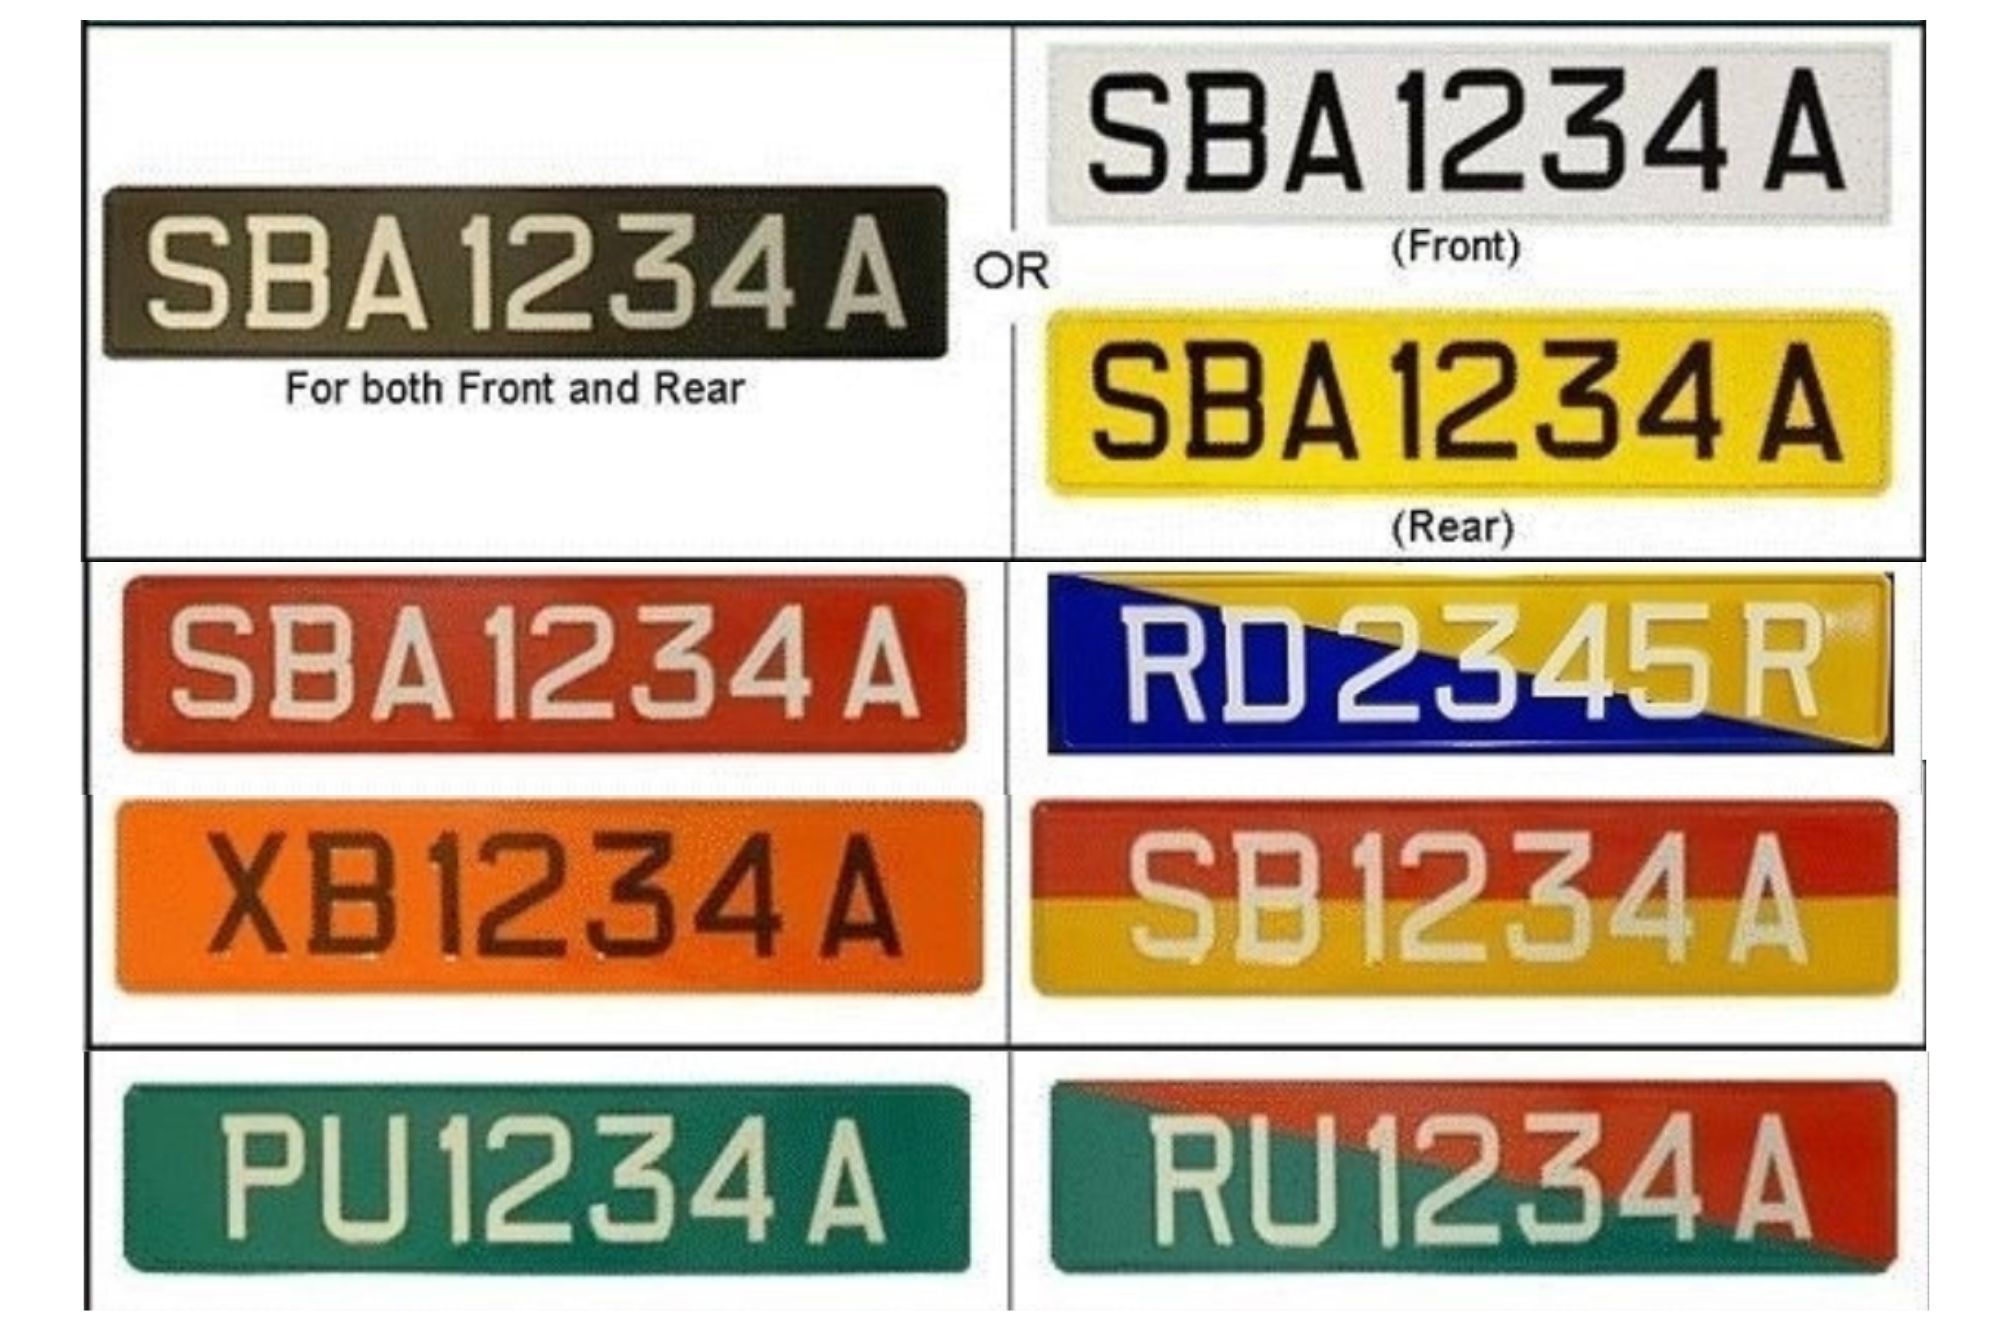 SBA 1234 A
For both Front and Rear
OR
SBA 1234 A
(Front)
SBA 1234 A
(Rear)
SBA 1234 A
RD 2345 R
XB 1234 A
SB 1234 A
PU 1234 A
RU 1234 A